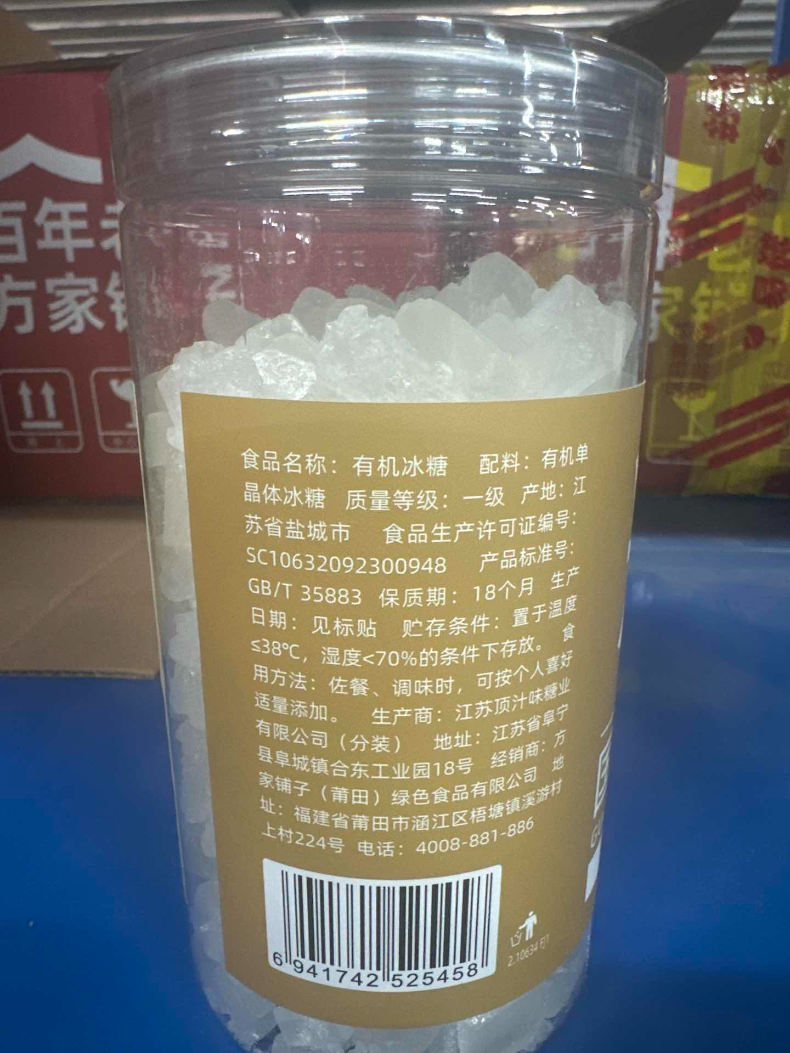 百年老
方家铺
食品名称：有机冰糖 配料：有机单
晶体冰糖 质量等级：一级 产地：江
苏省盐城市 食品生产许可证编号：
SC10632092300948 产品标准号：
GB/T 35883 保质期：18个月 生产
日期：见标贴 贮存条件：置于温度
≤38℃，湿度<70%的条件下存放。 食
用方法：佐餐、调味时，可按个人喜好
适量添加。 生产商：江苏顶汁味糖业
有限公司（分装） 地址：江苏省阜宁
县阜城镇合东工业园18号 经销商：方
家铺子（莆田）绿色食品有限公司 地
址：福建省莆田市涵江区梧塘镇溪游村
上村224号 电话：4008-881-886
6 941742 525458